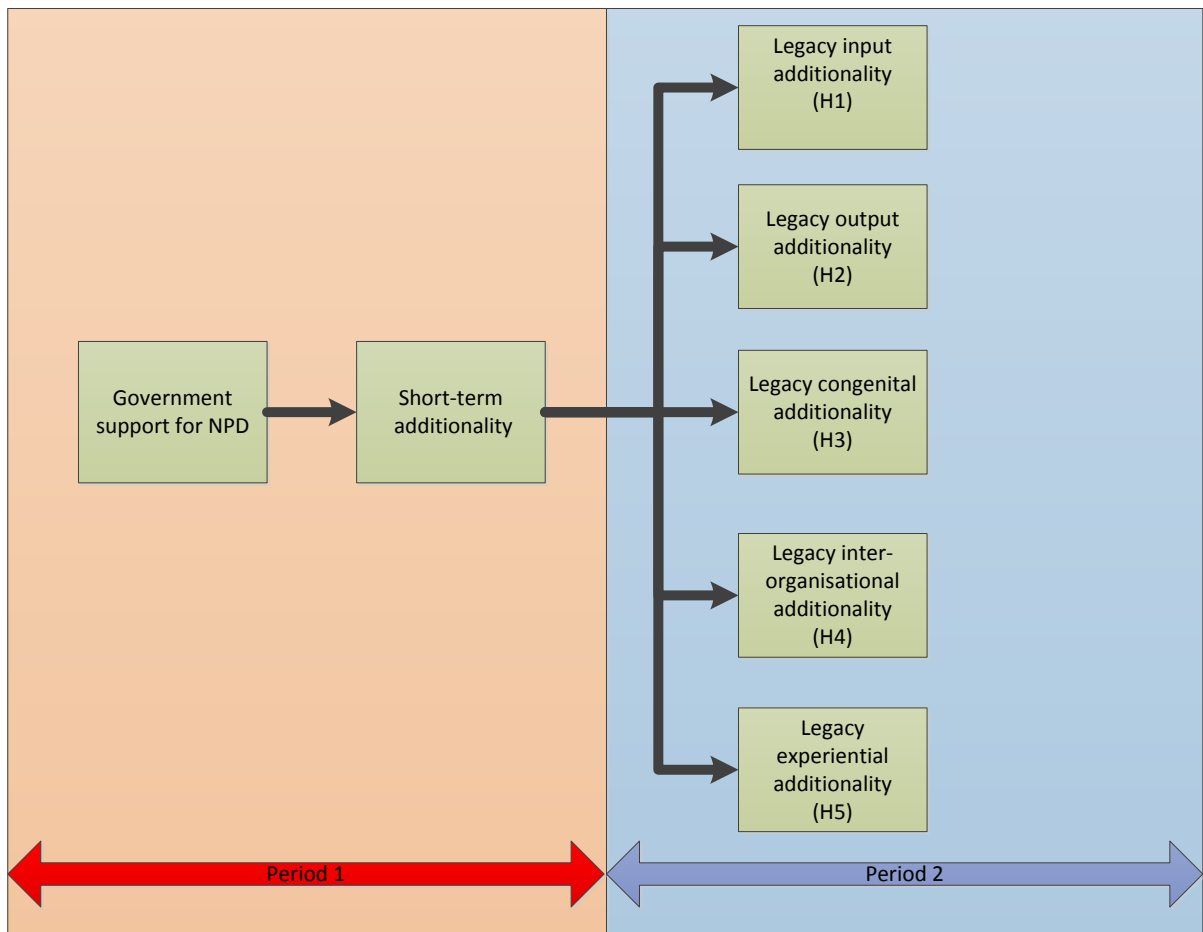 Government
support for NPD
Short-term
additionality
Legacy input
additionality
(H1)
Legacy output
additionality
(H2)
Legacy congenital
additionality
(H3)
Legacy inter-
organisational
additionality
(H4)
Legacy
experiential
additionality
(H5)
Period 1
Period 2